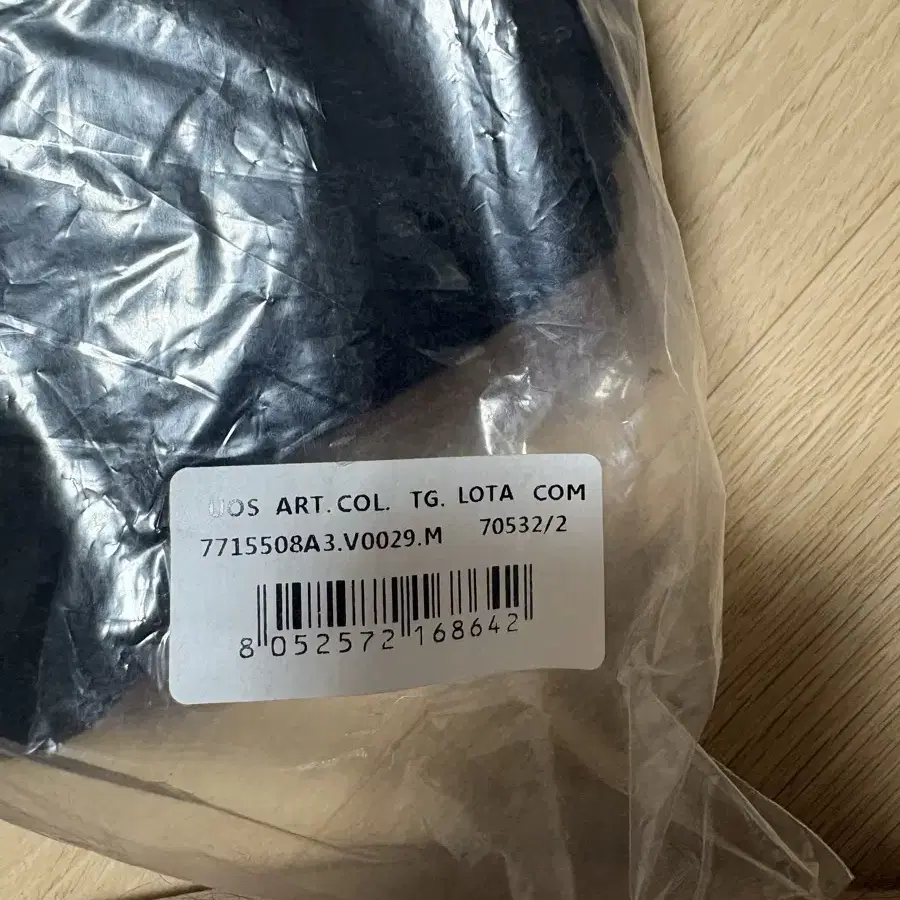 UOS ART.COL. TG. LOTA COM
7715508A3.V0029.M 70532/2
8 052572 168642